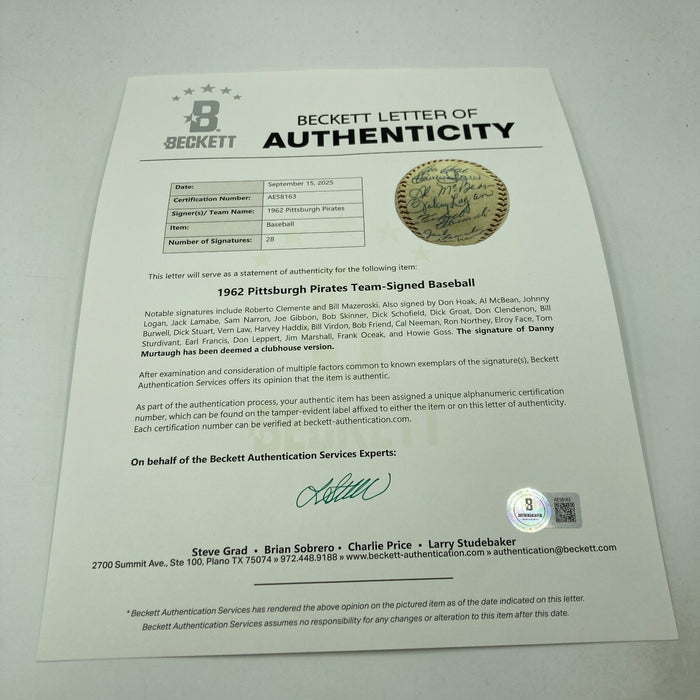 B
BECKETT
BECKETT LETTER OF
AUTHENTICITY
Date: September 15, 2025
Certification Number: AE58163
Signer(s)/ Team Name: 1962 Pittsburgh Pirates
Item: Baseball
Number of Signatures: 28
Al McBean
Johnny Logan
This letter will serve as a statement of authenticity for the following item:
1962 Pittsburgh Pirates Team-Signed Baseball
Notable signatures include Roberto Clemente and Bill Mazeroski. Also signed by Don Hoak, Al McBean, Johnny
Logan, Jack Lamabe, Sam Narron, Joe Gibbon, Bob Skinner, Dick Schofield, Dick Groat, Don Clendenon, Bill
Burwell, Dick Stuart, Vern Law, Harvey Haddix, Bill Virdon, Bob Friend, Cal Neeman, Ron Northey, Elroy Face, Tom
Sturdivant, Earl Francis, Don Leppert, Jim Marshall, Frank Oceak, and Howie Goss. The signature of Danny
Murtaugh has been deemed a clubhouse version.
After examination and consideration of multiple factors common to known exemplars of the signature(s), Beckett
Authentication Services offers its opinion that the item is authentic.
As part of the authentication process, your authentic item has been assigned a unique alphanumeric certification
number, which can be found on the tamper-evident label affixed to either the item or on this letter of authenticity.
Each certification number can be verified at beckett-authentication.com.
BECKETT
On behalf of the Beckett Authentication Services Experts:
B
AE58163
Steve Grad • Brian Sobrero • Charlie Price • Larry Studebaker
2700 Summit Ave., Ste 100, Plano TX 75074 » 972.448.9188 » www.beckett-authentication.com » authentication@beckett.com
* Beckett Authentication Services has rendered the above opinion on the pictured item as of the date indicated on this letter.
Beckett Authentication Services assumes no responsibility for any changes or alteration to this item after this date.